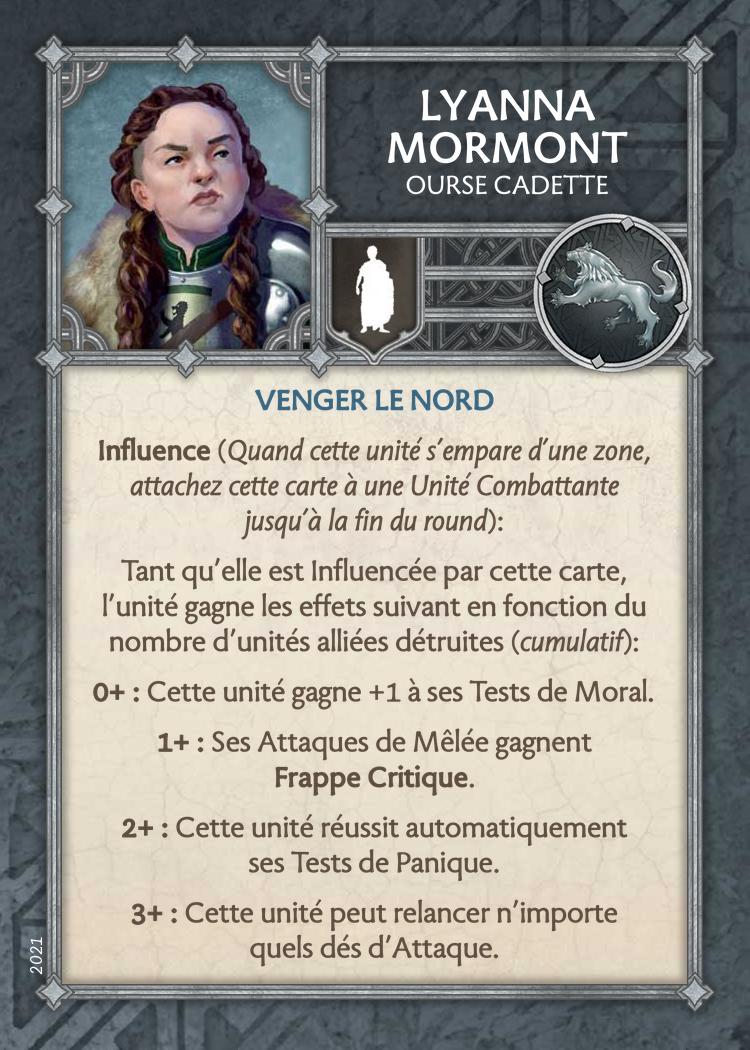 LYANNA
MORMONT
OURSE CADETTE
VENGER LE NORD
Influence (Quand cette unité s'empare d'une zone,
attachez cette carte à une Unité Combattante
jusqu'à la fin du round):
Tant qu'elle est Influencée par cette carte,
l'unité gagne les effets suivant en fonction du
nombre d'unités alliées détruites (cumulatif):
0+ : Cette unité gagne +1 à ses Tests de Moral.
1+ : Ses Attaques de Mêlée gagnent
Frappe Critique.
2+ : Cette unité réussit automatiquement
ses Tests de Panique.
3+ : Cette unité peut relancer n'importe
quels dés d'Attaque.
2021